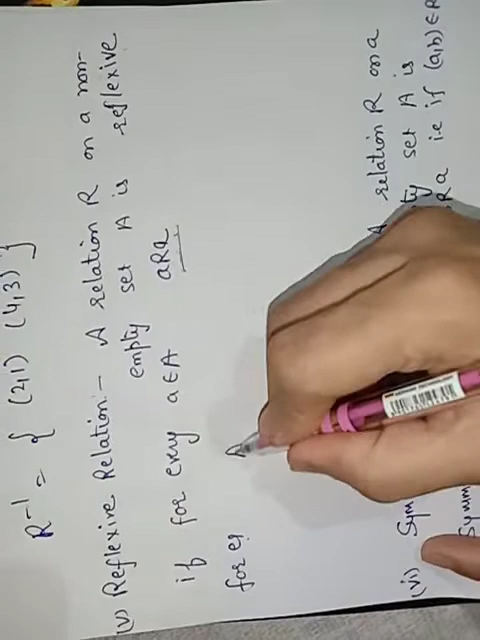 R⁻¹ = { (2,1) (4,3) }
(v) Reflexive Relation:- A relation R on a non-
empty set A is reflexive
if for every a∈A aRa
for eg A
(vi) Sym A relation R on a
set A is
Symm Ra i.e if (a,b) ∈ R